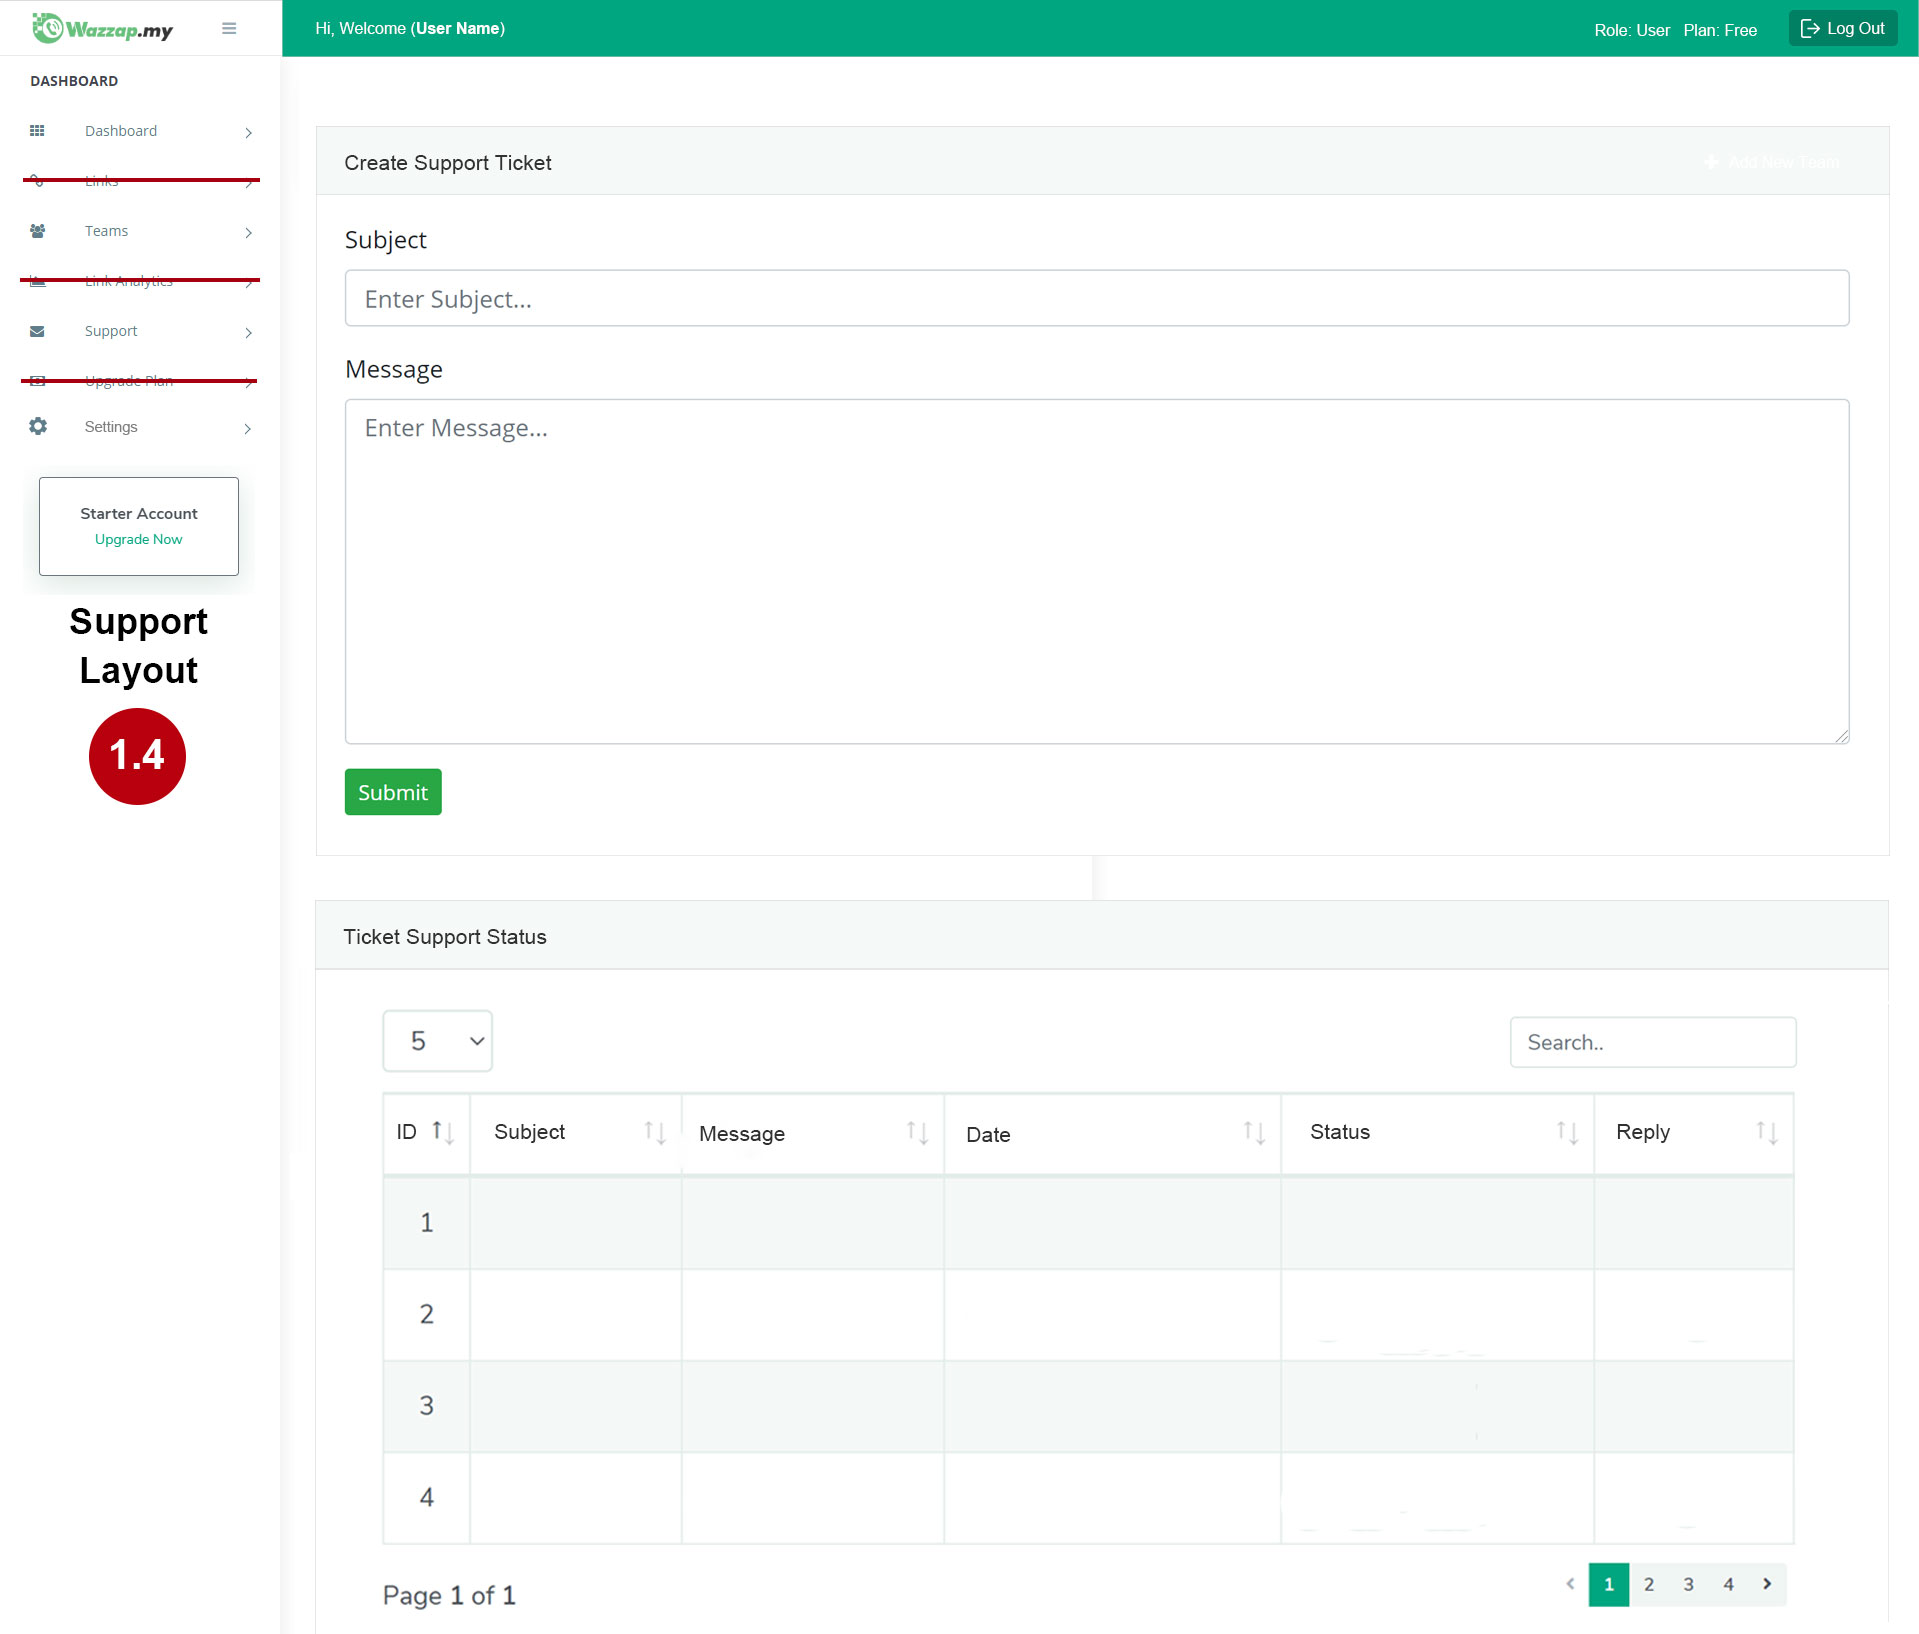 Wazzap.my
Hi, Welcome (User Name)
Role: User Plan: Free
Log Out
DASHBOARD
Dashboard
Links
Teams
Link Analytics
Support
Upgrade Plan
Settings
Starter Account
Upgrade Now
Support
Layout
1.4
Create Support Ticket
Add New Team
Subject
Enter Subject...
Message
Enter Message...
Submit
Ticket Support Status
5
Search..
ID Subject Message Date Status Reply
1
2
3
4
Page 1 of 1
1 2 3 4